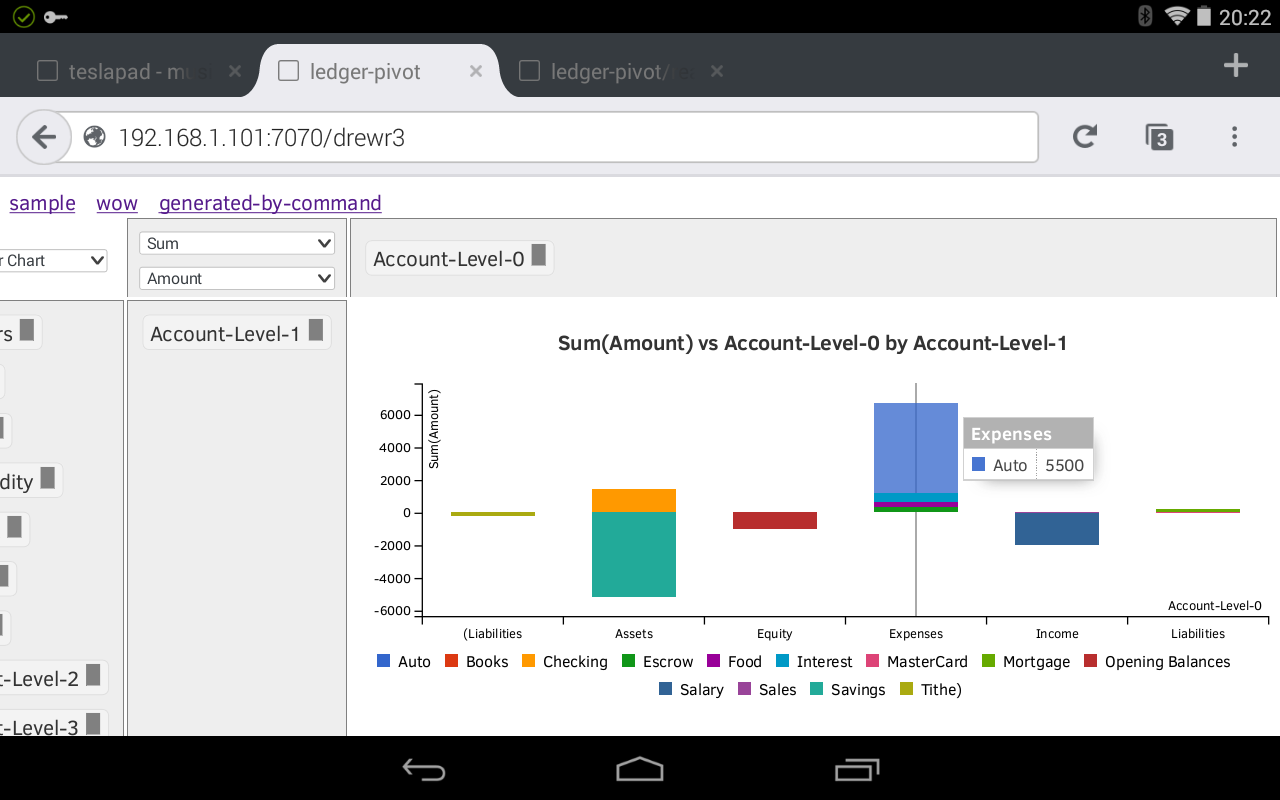 20:22
teslapad - mu
ledger-pivot
ledger-pivot/
192.168.1.101:7070/drewr3
3
sample wow generated-by-command
r Chart
Sum
Amount
Account-Level-0
rs
Account-Level-1
dity
t-Level-2
t-Level-3
Sum(Amount) vs Account-Level-0 by Account-Level-1
Sum(Amount)
6000
4000
2000
0
-2000
-4000
-6000
Expenses
Auto 5500
Account-Level-0
(Liabilities Assets Equity Expenses Income Liabilities
Auto Books Checking Escrow Food Interest MasterCard Mortgage Opening Balances
Salary Sales Savings Tithe)